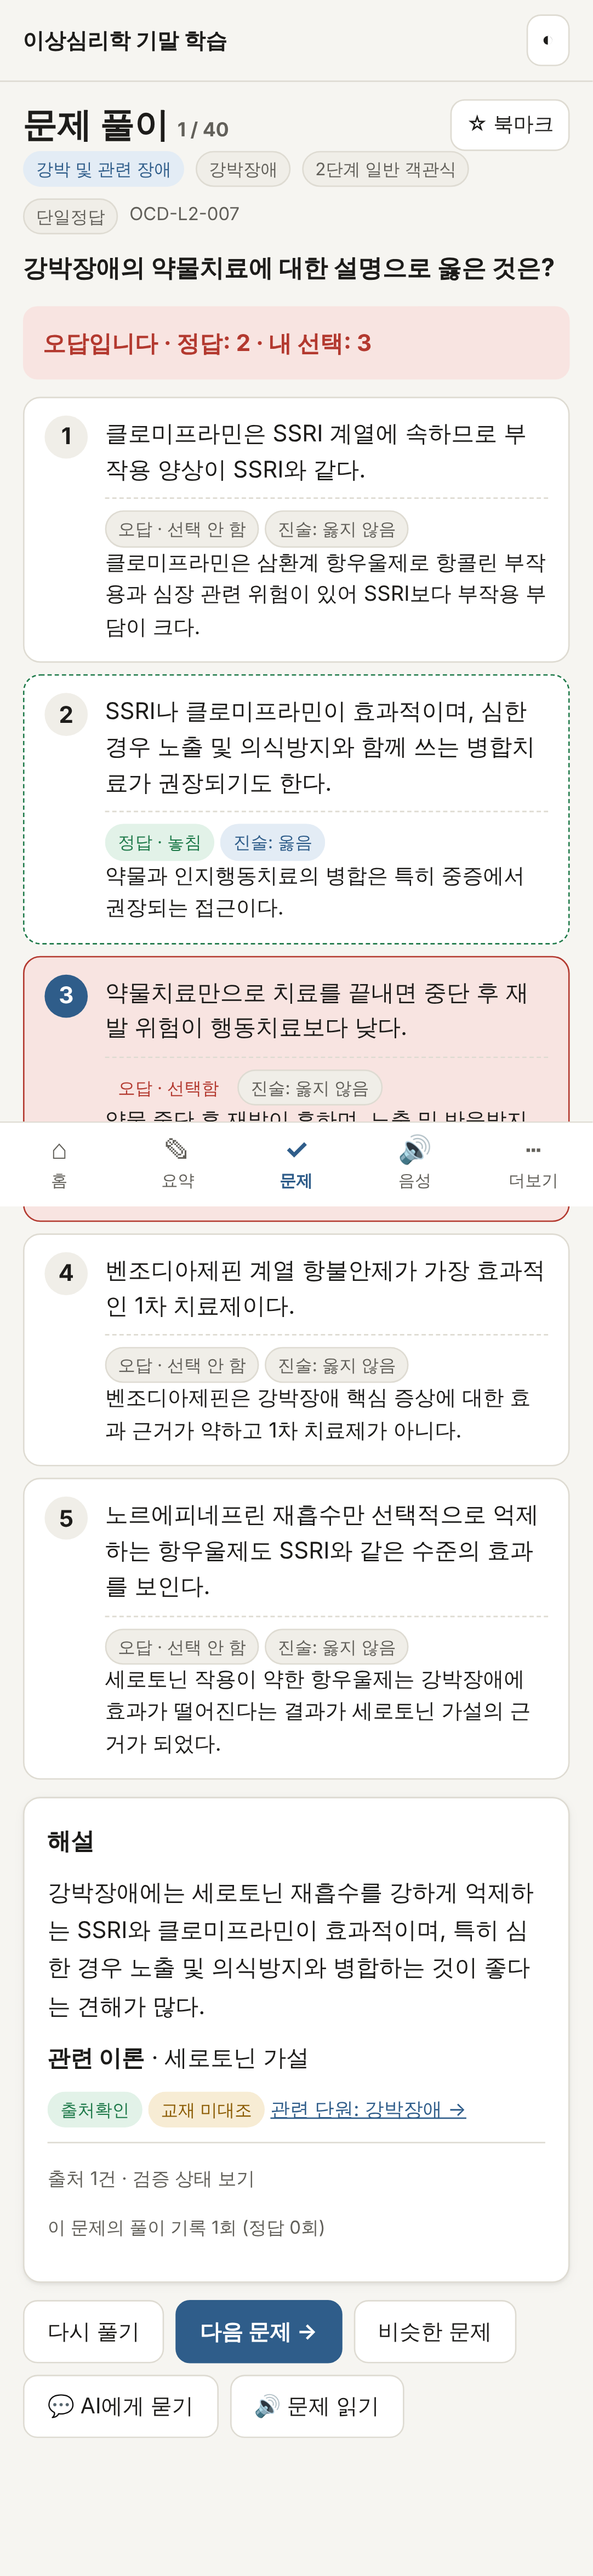 이상심리학 기말 학습
문제 풀이 1 / 40
☆ 북마크
강박 및 관련 장애 강박장애 2단계 일반 객관식
단일정답 OCD-L2-007
강박장애의 약물치료에 대한 설명으로 옳은 것은?
오답입니다 · 정답: 2 · 내 선택: 3
1 클로미프라민은 SSRI 계열에 속하므로 부
작용 양상이 SSRI와 같다.
오답 · 선택 안 함 진술: 옳지 않음
클로미프라민은 삼환계 항우울제로 항콜린 부작
용과 심장 관련 위험이 있어 SSRI보다 부작용 부
담이 크다.
2 SSRI나 클로미프라민이 효과적이며, 심한
경우 노출 및 의식방지와 함께 쓰는 병합치
료가 권장되기도 한다.
정답 · 놓침 진술: 옳음
약물과 인지행동치료의 병합은 특히 중증에서
권장되는 접근이다.
3 약물치료만으로 치료를 끝내면 중단 후 재
발 위험이 행동치료보다 낮다.
오답 · 선택함 진술: 옳지 않음
약물 중단 후 재발이 흔하며, 노출 및 반응방지
홈 요약 문제 음성 더보기
4 벤조디아제핀 계열 항불안제가 가장 효과적
인 1차 치료제이다.
오답 · 선택 안 함 진술: 옳지 않음
벤조디아제핀은 강박장애 핵심 증상에 대한 효
과 근거가 약하고 1차 치료제가 아니다.
5 노르에피네프린 재흡수만 선택적으로 억제
하는 항우울제도 SSRI와 같은 수준의 효과
를 보인다.
오답 · 선택 안 함 진술: 옳지 않음
세로토닌 작용이 약한 항우울제는 강박장애에
효과가 떨어진다는 결과가 세로토닌 가설의 근
거가 되었다.
해설
강박장애에는 세로토닌 재흡수를 강하게 억제하
는 SSRI와 클로미프라민이 효과적이며, 특히 심
한 경우 노출 및 의식방지와 병합하는 것이 좋다
는 견해가 많다.
관련 이론 · 세로토닌 가설
출처확인 교재 미대조 관련 단원: 강박장애 →
출처 1건 · 검증 상태 보기
이 문제의 풀이 기록 1회 (정답 0회)
다시 풀기 다음 문제 → 비슷한 문제
💬 AI에게 묻기 🔊 문제 읽기